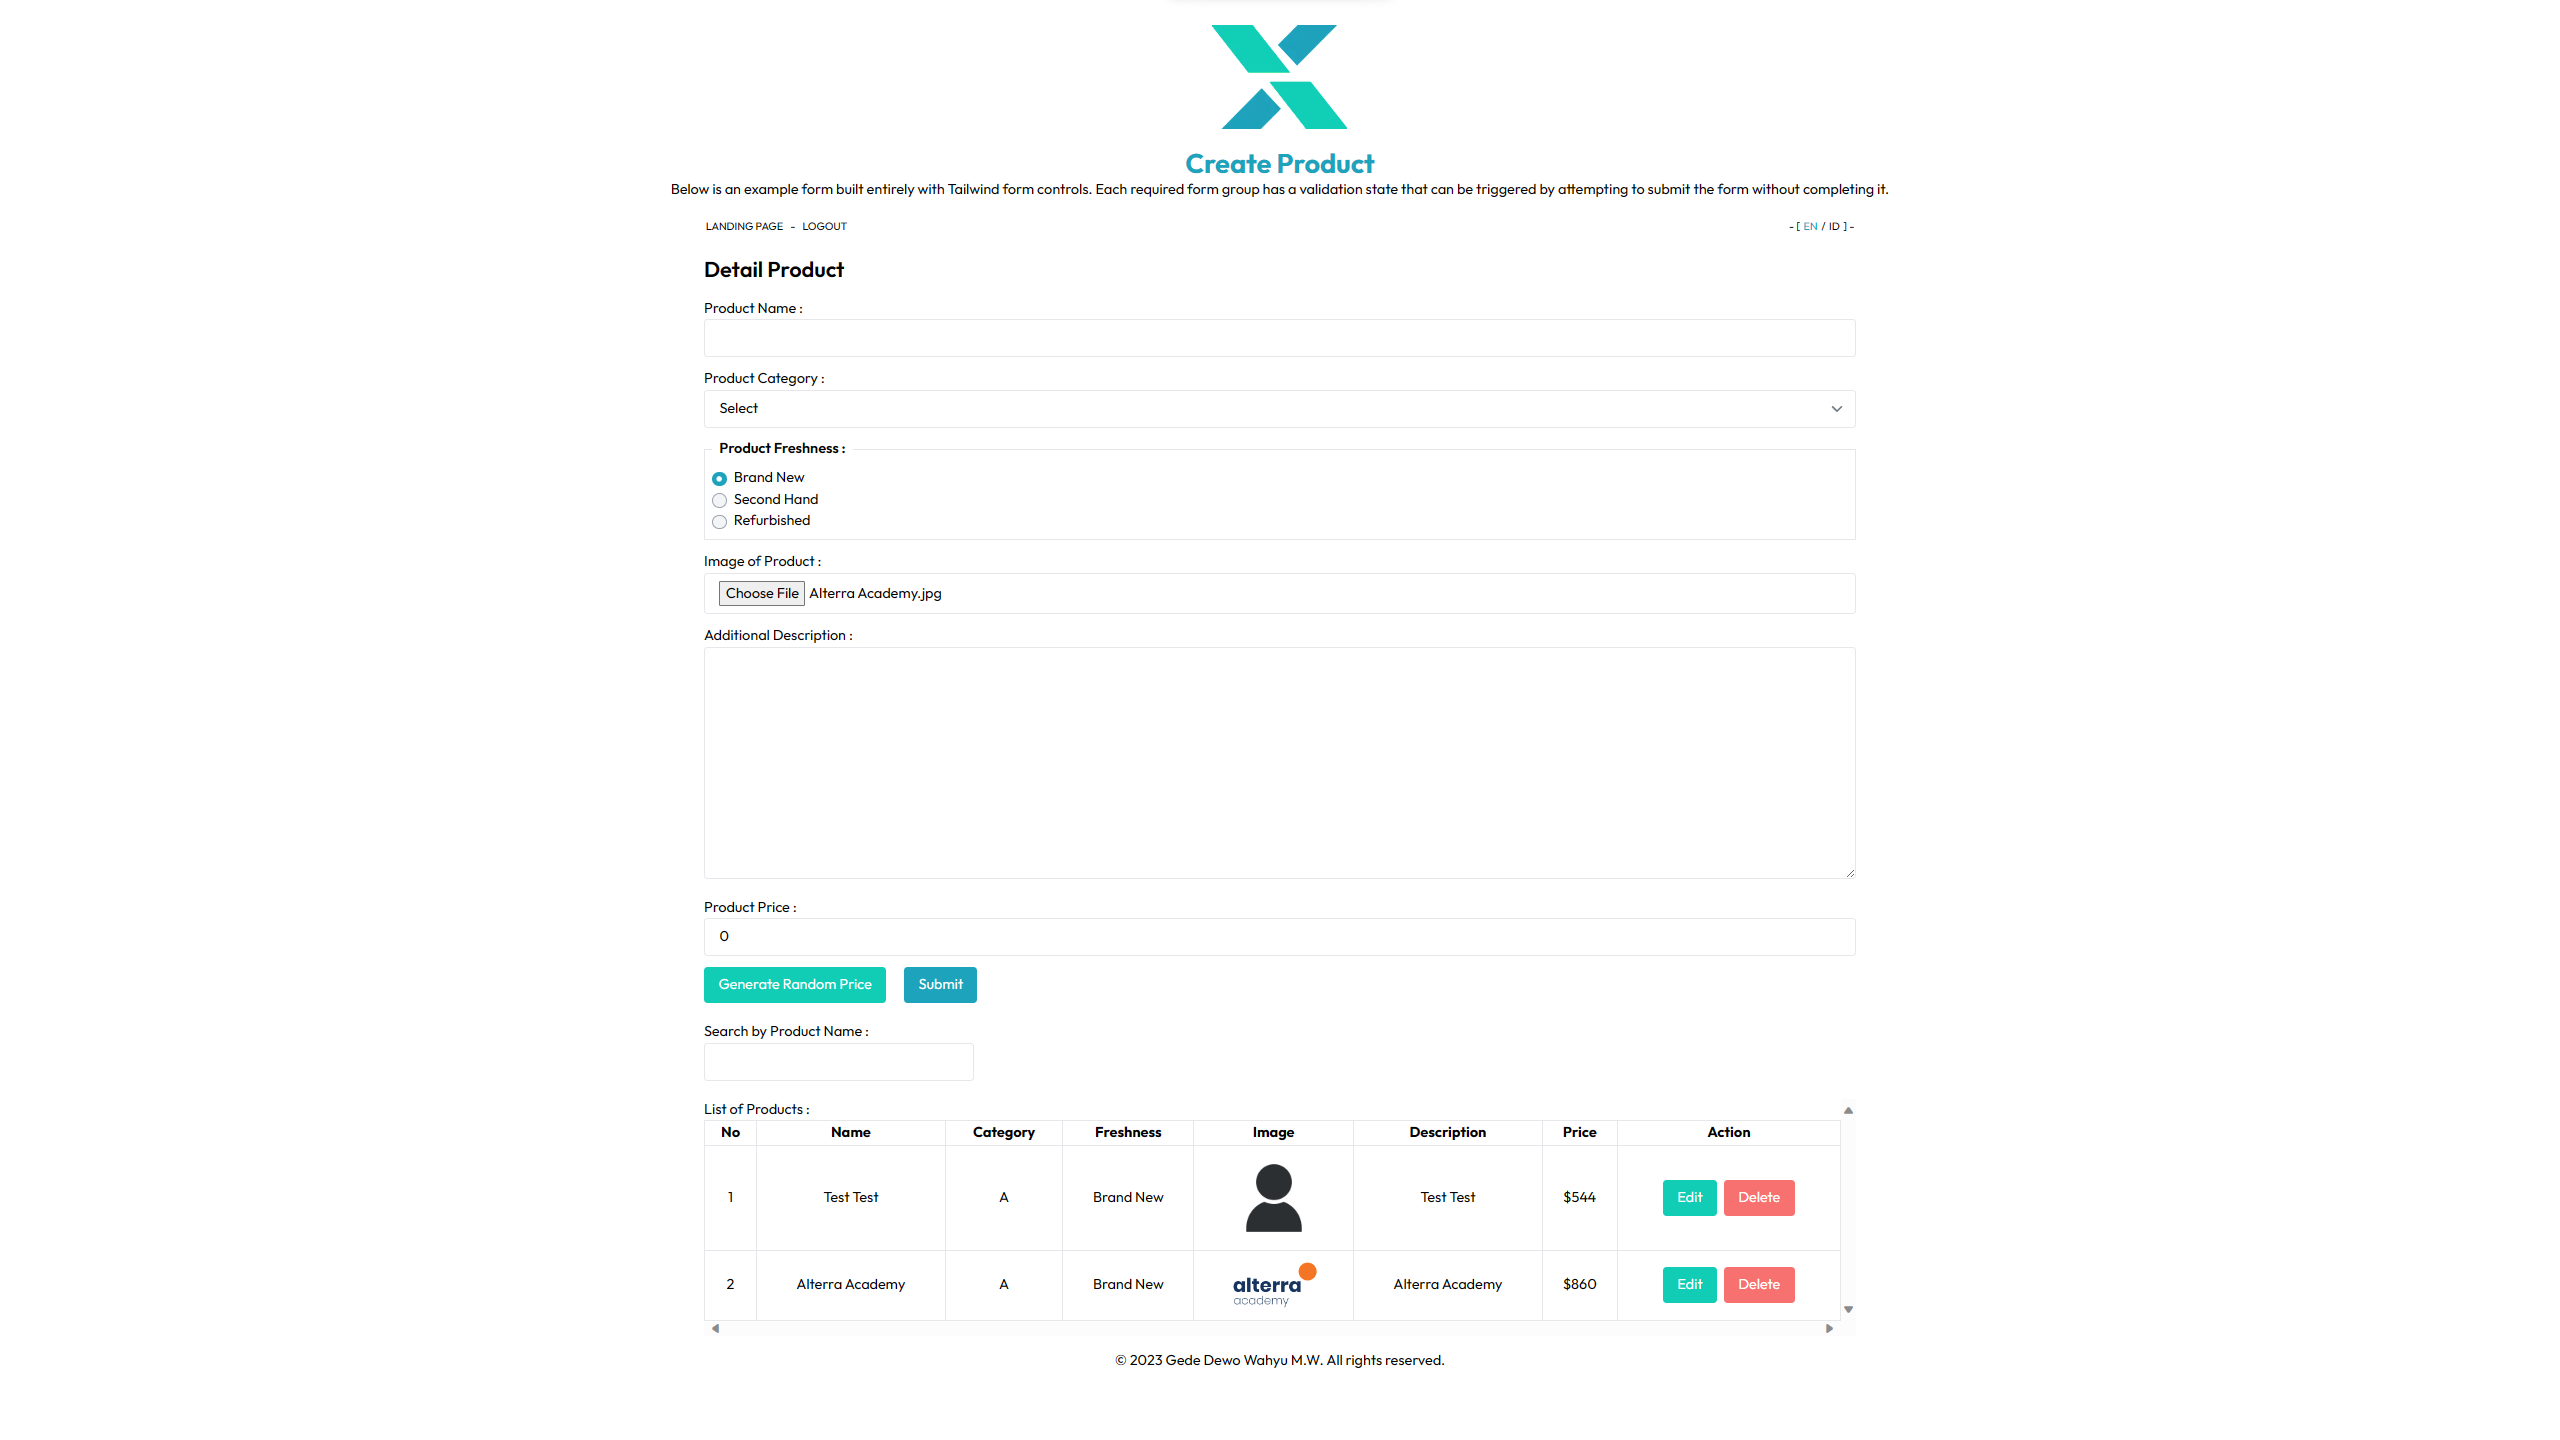 Create Product
Below is an example form built entirely with Tailwind form controls. Each required form group has a validation state that can be triggered by attempting to submit the form without completing it.
LANDING PAGE - LOGOUT - [ EN / ID ] -
Detail Product
Product Name :
Product Category :
Select
Product Freshness :
Brand New
Second Hand
Refurbished
Image of Product :
Choose File Alterra Academy.jpg
Additional Description :
Product Price :
0
Generate Random Price Submit
Search by Product Name :
List of Products :
No Name Category Freshness Image Description Price Action
1 Test Test A Brand New Test Test $544 Edit Delete
2 Alterra Academy A Brand New alterra academy Alterra Academy $860 Edit Delete
© 2023 Gede Dewo Wahyu M.W. All rights reserved.